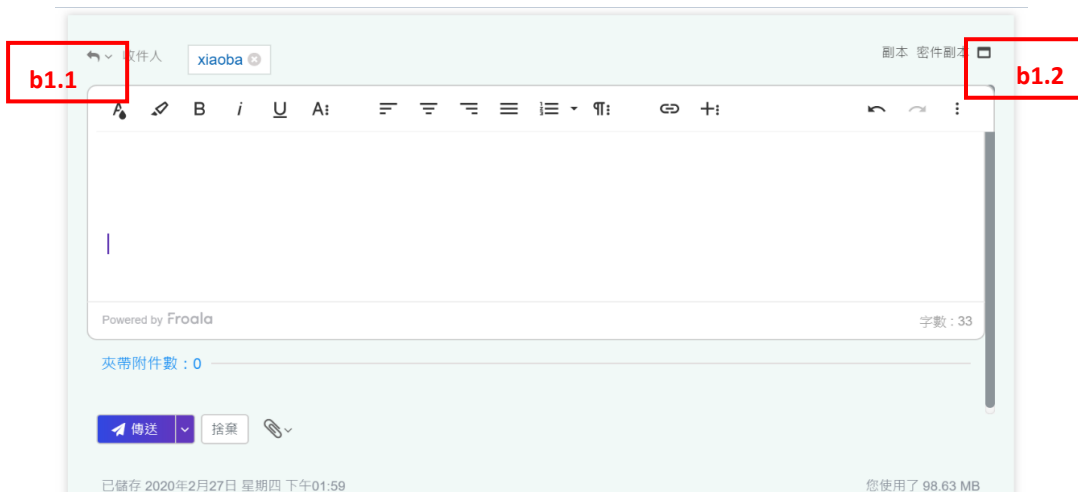 收件人 xiaoba 副本 密件副本
b1.1
b1.2
A B i U A
Powered by Froala 字數 : 33
夾帶附件數 : 0
傳送 捨棄
已儲存 2020年2月27日 星期四 下午01:59 您使用了 98.63 MB